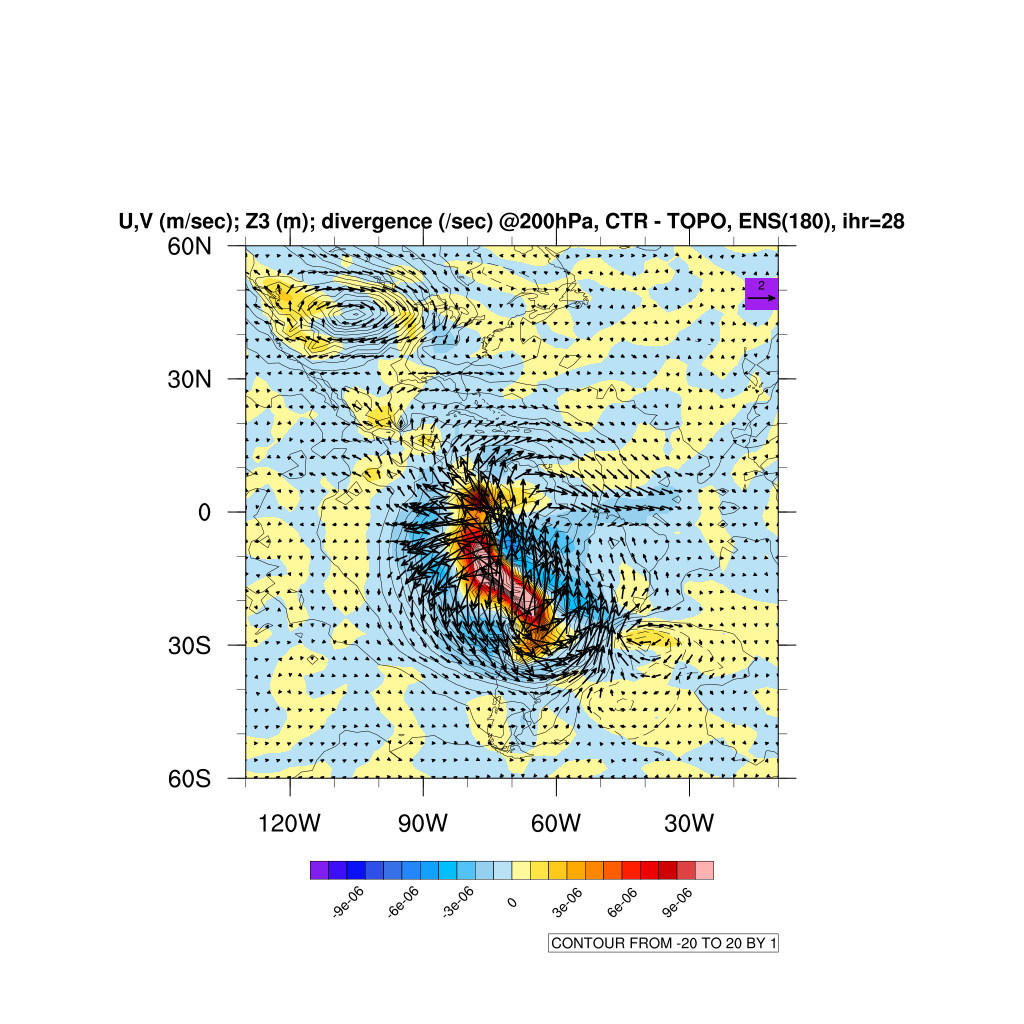 U,V (m/sec); Z3 (m); divergence (/sec) @200hPa, CTR - TOPO, ENS(180), ihr=28
60N
2
30N
0
30S
60S
120W 90W 60W 30W
-9e-06 -6e-06 -3e-06 0 3e-06 6e-06 9e-06
CONTOUR FROM -20 TO 20 BY 1